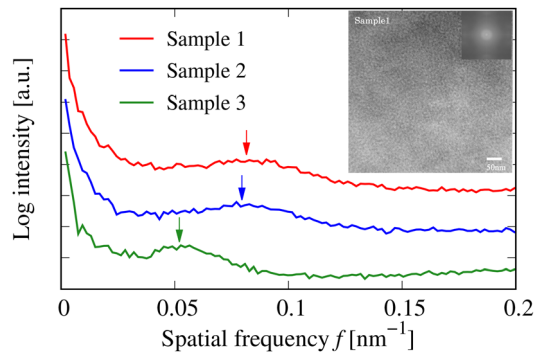 Sample 1
Sample 2
Sample 3
Sample1
50nm
Log intensity [a.u.]
0
0.05
0.1
0.15
0.2
Spatial frequency f [nm⁻¹]